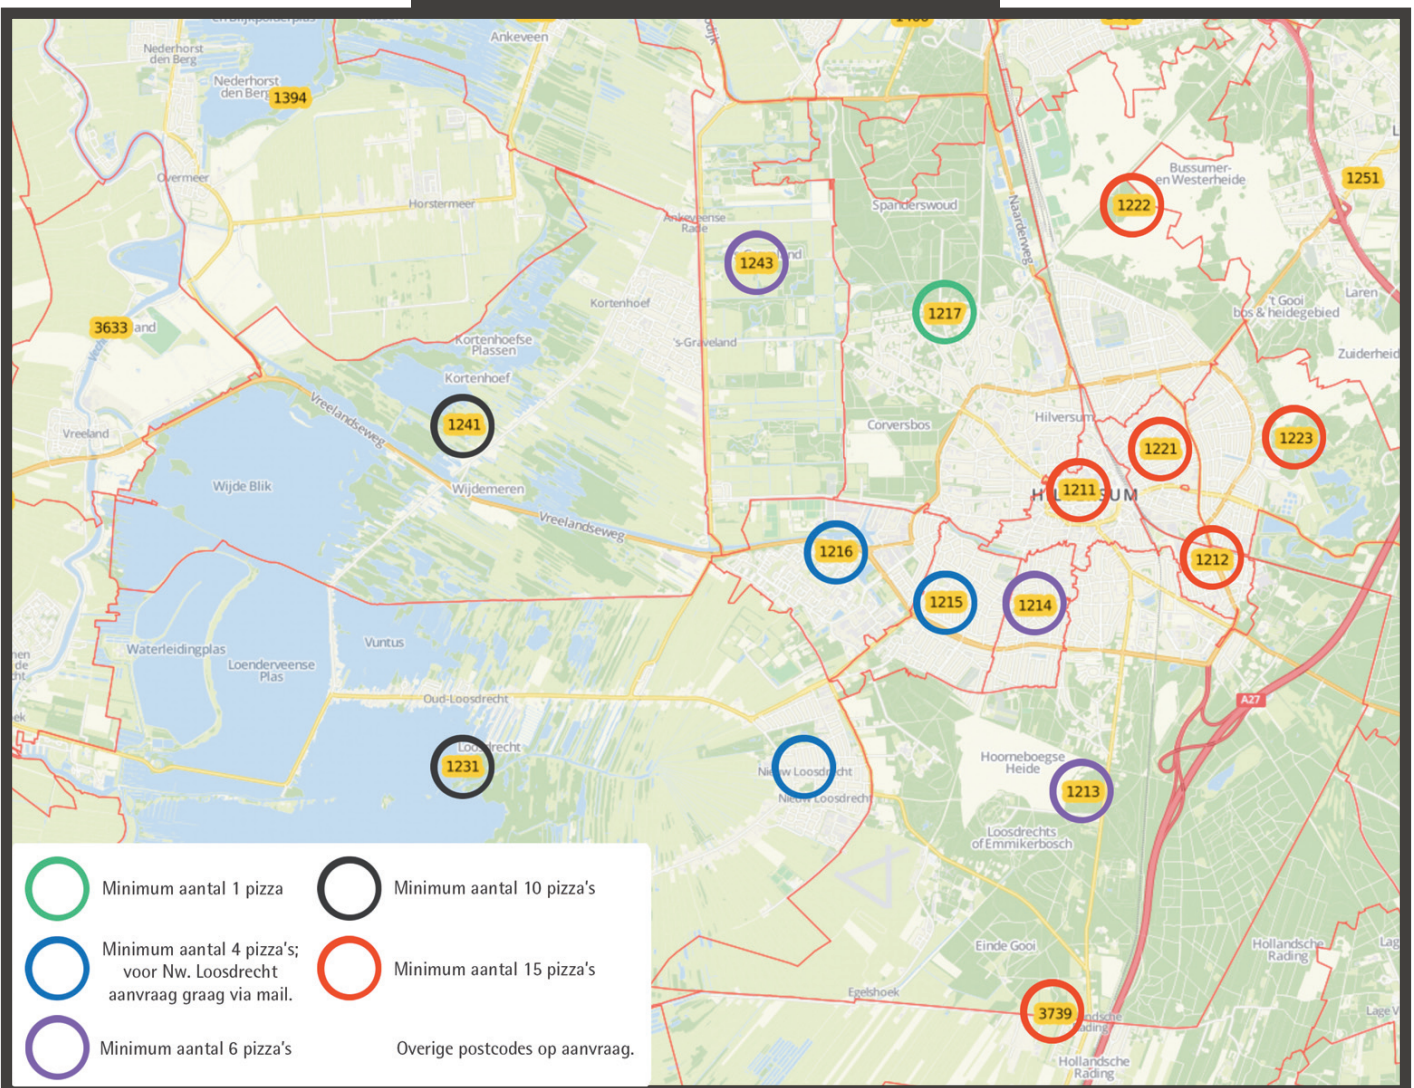 Ankeveen
Nederhorst
den Berg
Nederhorst
den Berg
1394
Overmeer
Horstermeer
Ankeveense
Rade
Spanderswoud
Naarderweg
Bussumer-
en Westerheide
1251
1222
1243
1217
3633
Kortenhoef
't Gooi
bos & heidegebied
Laren
Zuiderheid
Kortenhoefse
Plassen
's-Graveland
Kortenhoef
Vreelandseweg
1241
Vreeland
Corversbos
Hilversum
1221
1223
Wijde Blik
Wijdemeren
1211
Vreelandseweg
1216
1212
1215
1214
Vuntus
Waterleidingplas
Loenderveense
Plas
Oud-Loosdrecht
A27
Loosdrecht
1231
Nieuw Loosdrecht
Nieuw Loosdrecht
Hoorneboegse
Heide
1213
Loosdrechts
of Emmikerbosch
Einde Gooi
Hollandsche
Rading
Egelshoek
3739
Hollandsche
Rading
Minimum aantal 1 pizza
Minimum aantal 10 pizza's
Minimum aantal 4 pizza's;
voor Nw. Loosdrecht
aanvraag graag via mail.
Minimum aantal 15 pizza's
Minimum aantal 6 pizza's
Overige postcodes op aanvraag.